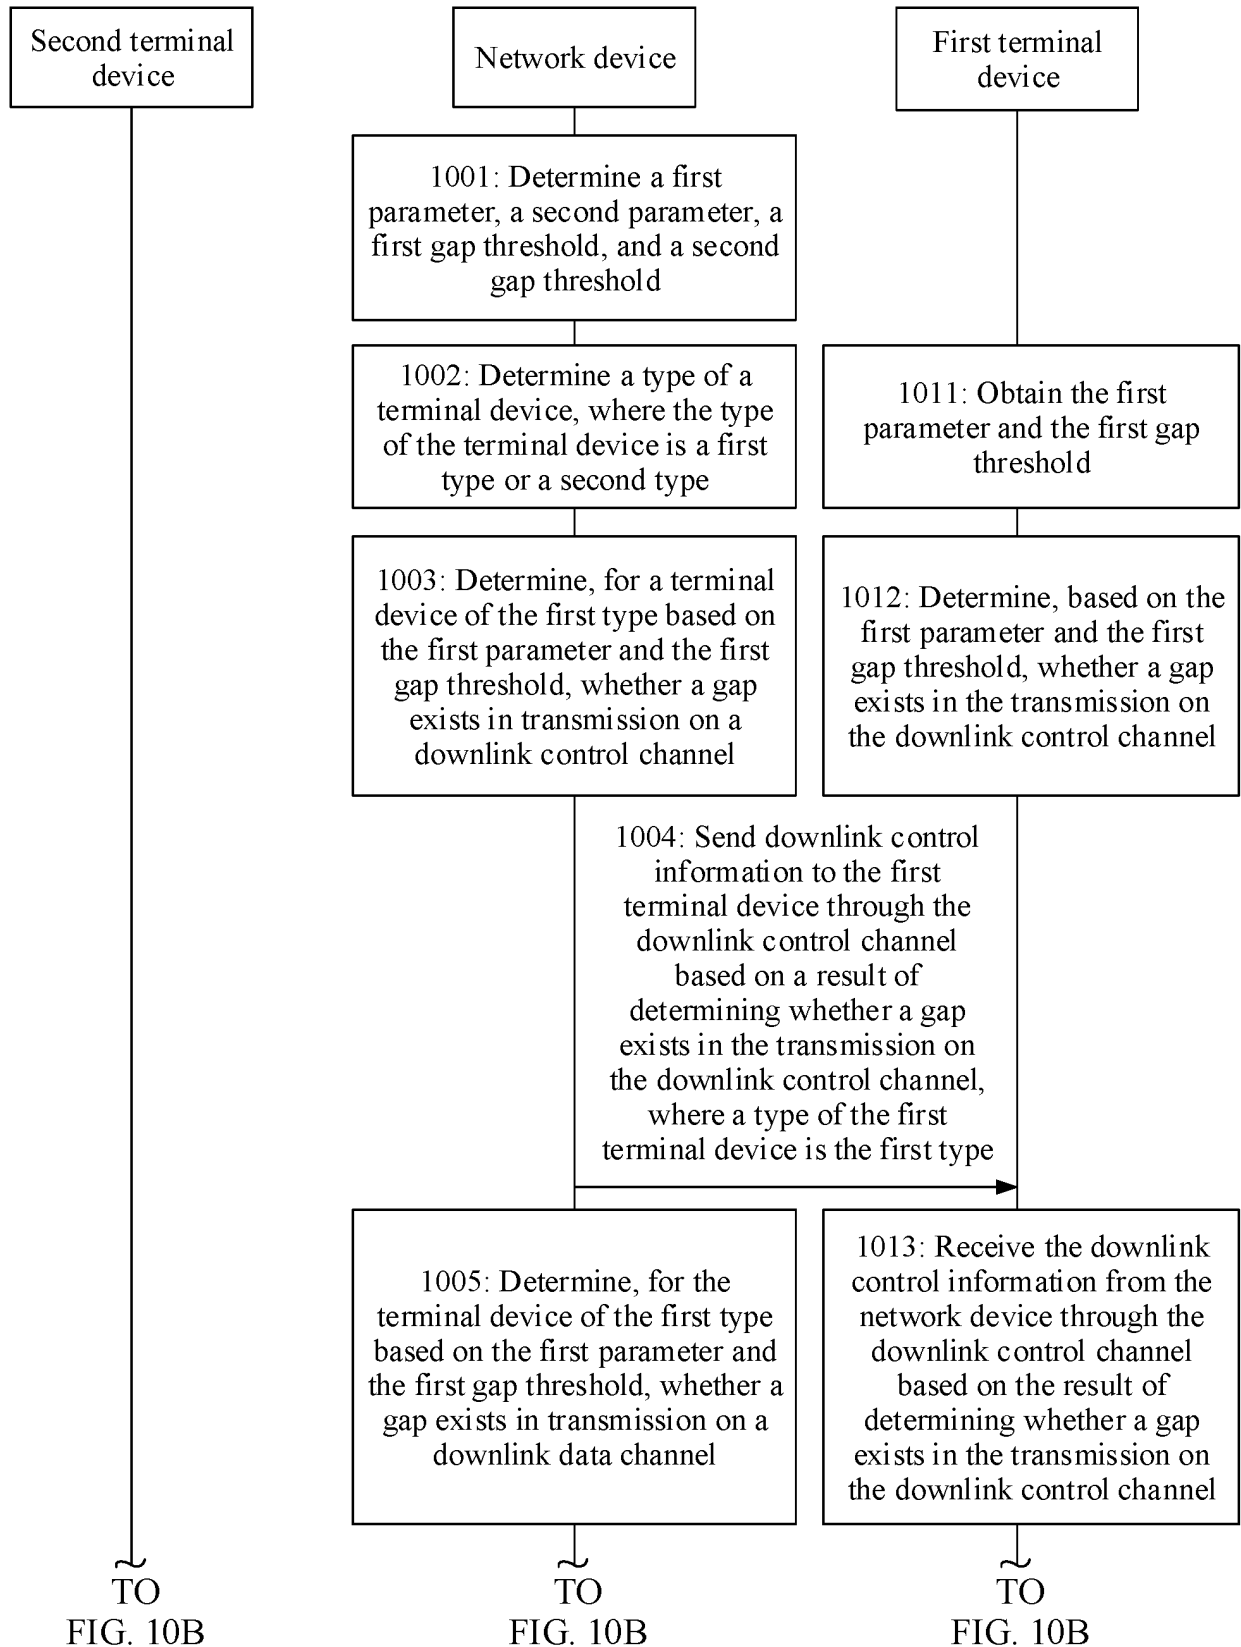 Second terminal
device
Network device
First terminal
device
1001: Determine a first
parameter, a second parameter, a
first gap threshold, and a second
gap threshold
1002: Determine a type of a
terminal device, where the type
of the terminal device is a first
type or a second type
1011: Obtain the first
parameter and the first gap
threshold
1003: Determine, for a terminal
device of the first type based on
the first parameter and the first
gap threshold, whether a gap
exists in transmission on a
downlink control channel
1012: Determine, based on the
first parameter and the first
gap threshold, whether a gap
exists in the transmission on
the downlink control channel
1004: Send downlink control
information to the first
terminal device through the
downlink control channel
based on a result of
determining whether a gap
exists in the transmission on
the downlink control channel,
where a type of the first
terminal device is the first type
1005: Determine, for the
terminal device of the first type
based on the first parameter and
the first gap threshold, whether a
gap exists in transmission on a
downlink data channel
1013: Receive the downlink
control information from the
network device through the
downlink control channel
based on the result of
determining whether a gap
exists in the transmission on
the downlink control channel
TO
FIG. 10B
TO
FIG. 10B
TO
FIG. 10B